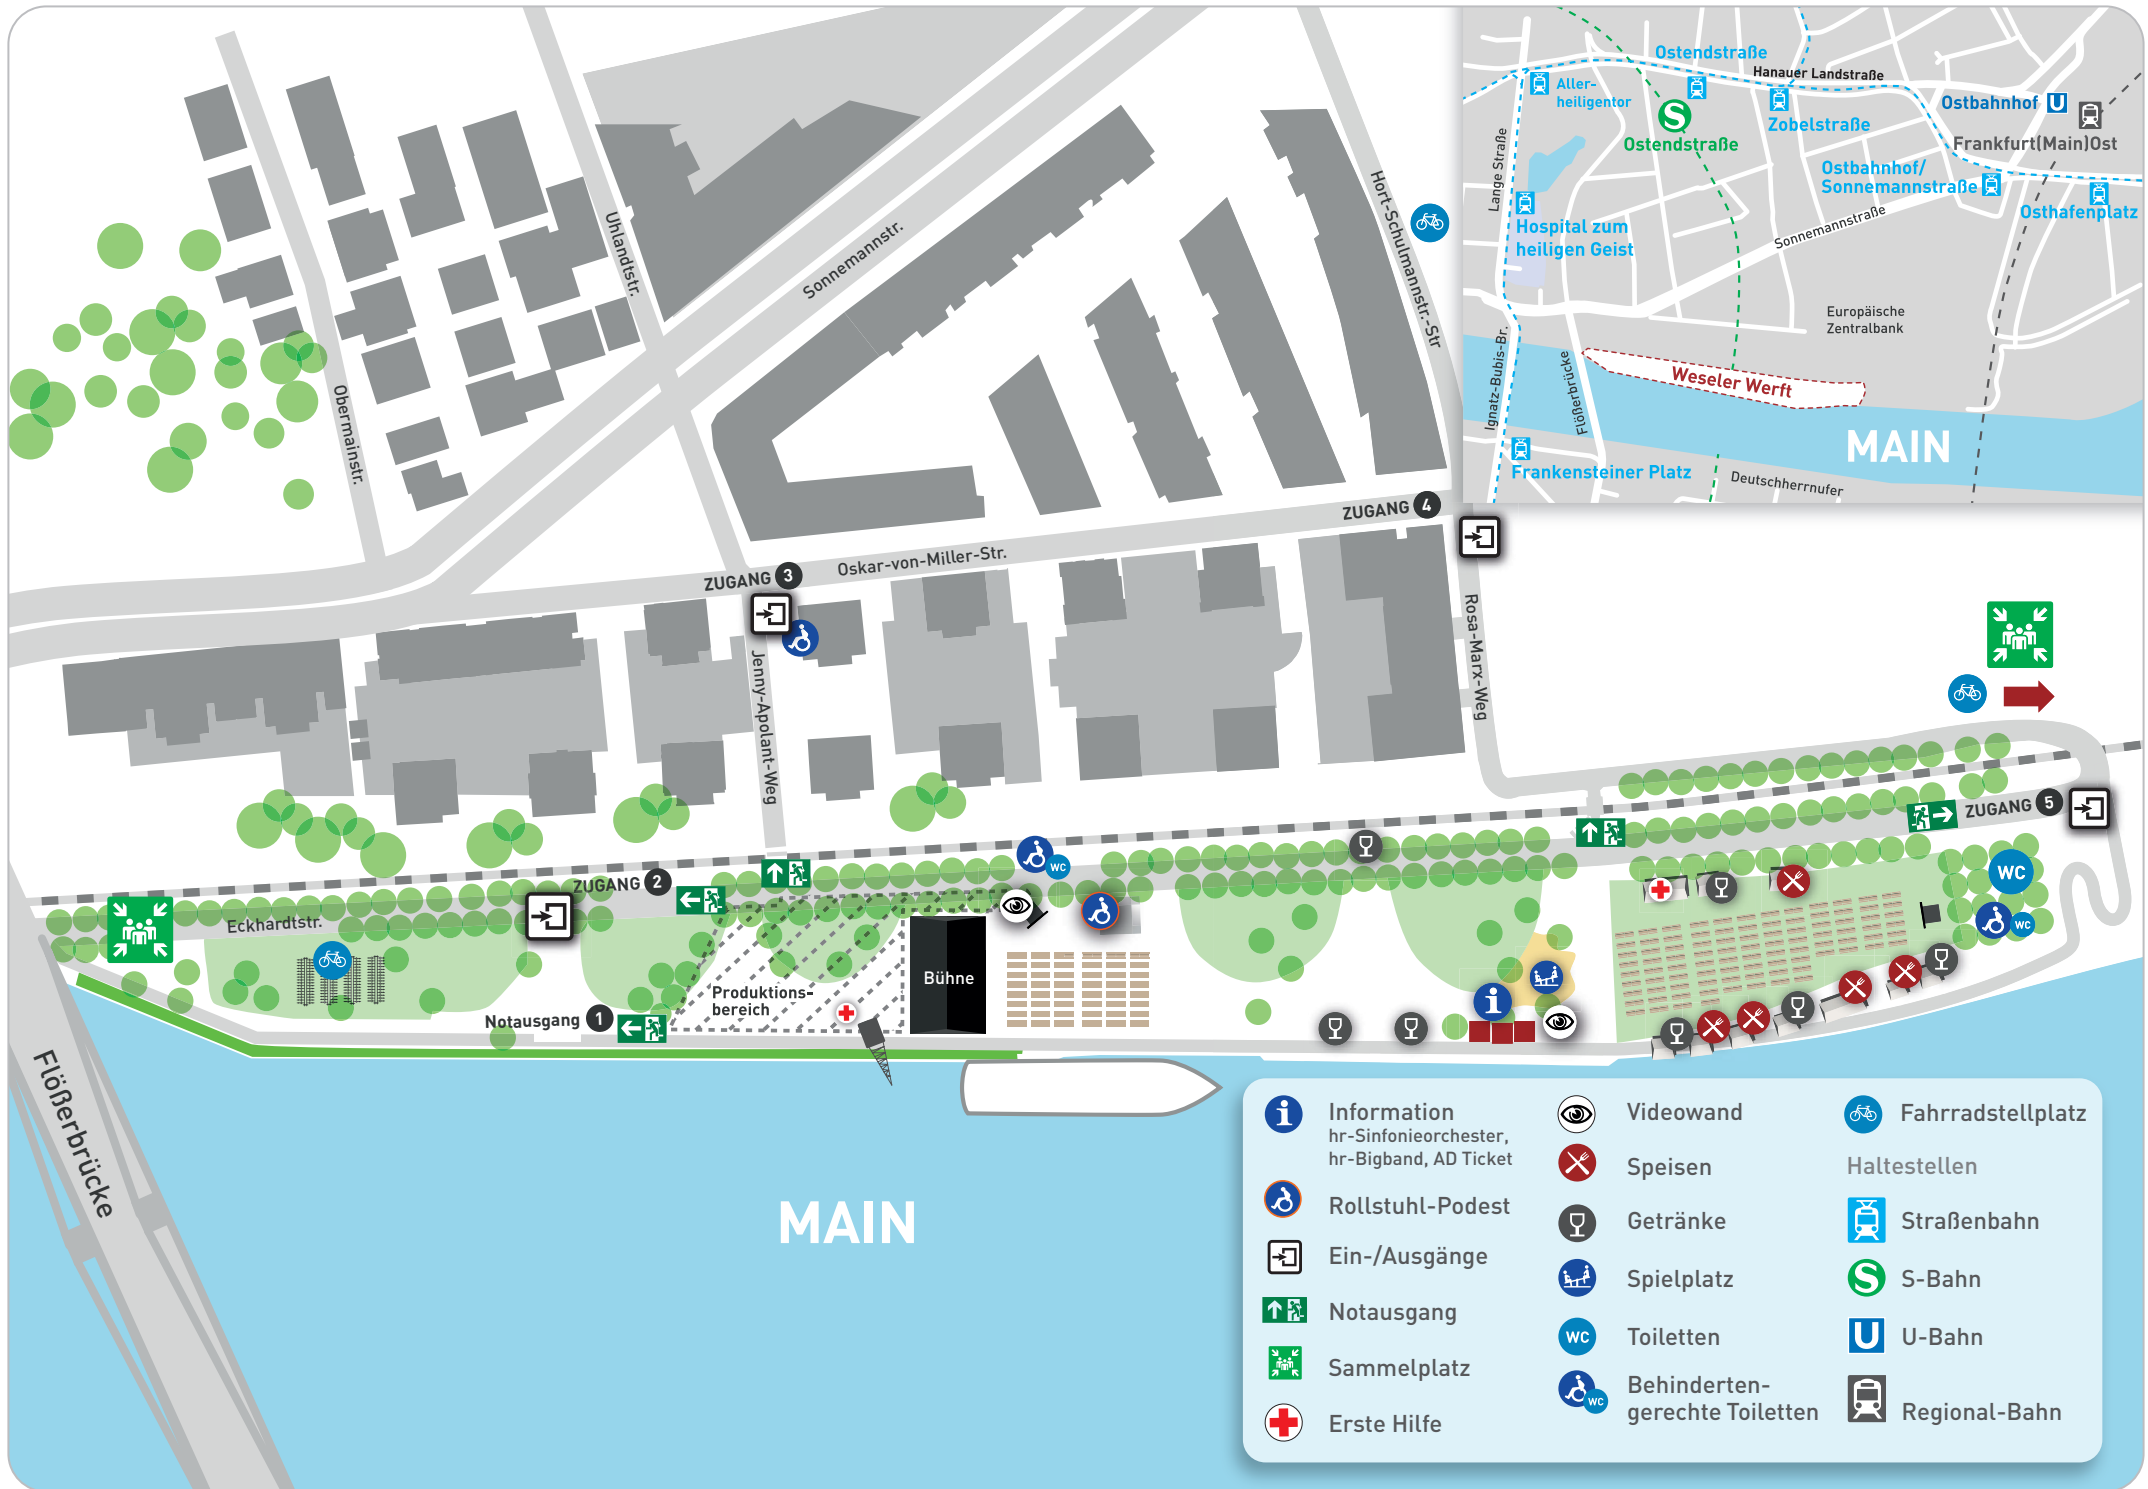 Ostendstraße
Hanauer Landstraße
Aller-
heiligentor
Ostbahnhof
U
S
Zobelstraße
Ostendstraße
Frankfurt(Main)Ost
Lange Straße
Ostbahnhof/
Sonnemannstraße
Osthafenplatz
Hospital zum
heiligen Geist
Sonnemannstraße
Europäische
Zentralbank
Ignatz-Bubis-Br.
Flößerbrücke
Weseler Werft
MAIN
Frankensteiner Platz
Deutschherrnufer
Uhlandtstr.
Sonnemannstr.
Hort-Schulmannstr.-Str
Obermainstr.
ZUGANG 4
Oskar-von-Miller-Str.
ZUGANG 3
Jenny-Apolant-Weg
Rosa-Marx-Weg
ZUGANG 5
ZUGANG 2
WC
WC
WC
Eckhardtstr.
Bühne
Produktions-
bereich
Notausgang 1
i
Flößerbrücke
MAIN
i Information
hr-Sinfonieorchester,
hr-Bigband, AD Ticket
Rollstuhl-Podest
Ein-/Ausgänge
Notausgang
Sammelplatz
Erste Hilfe
Videowand
Speisen
Getränke
Spielplatz
WC Toiletten
WC Behinderten-
gerechte Toiletten
Fahrradstellplatz
Haltestellen
Straßenbahn
S S-Bahn
U U-Bahn
Regional-Bahn